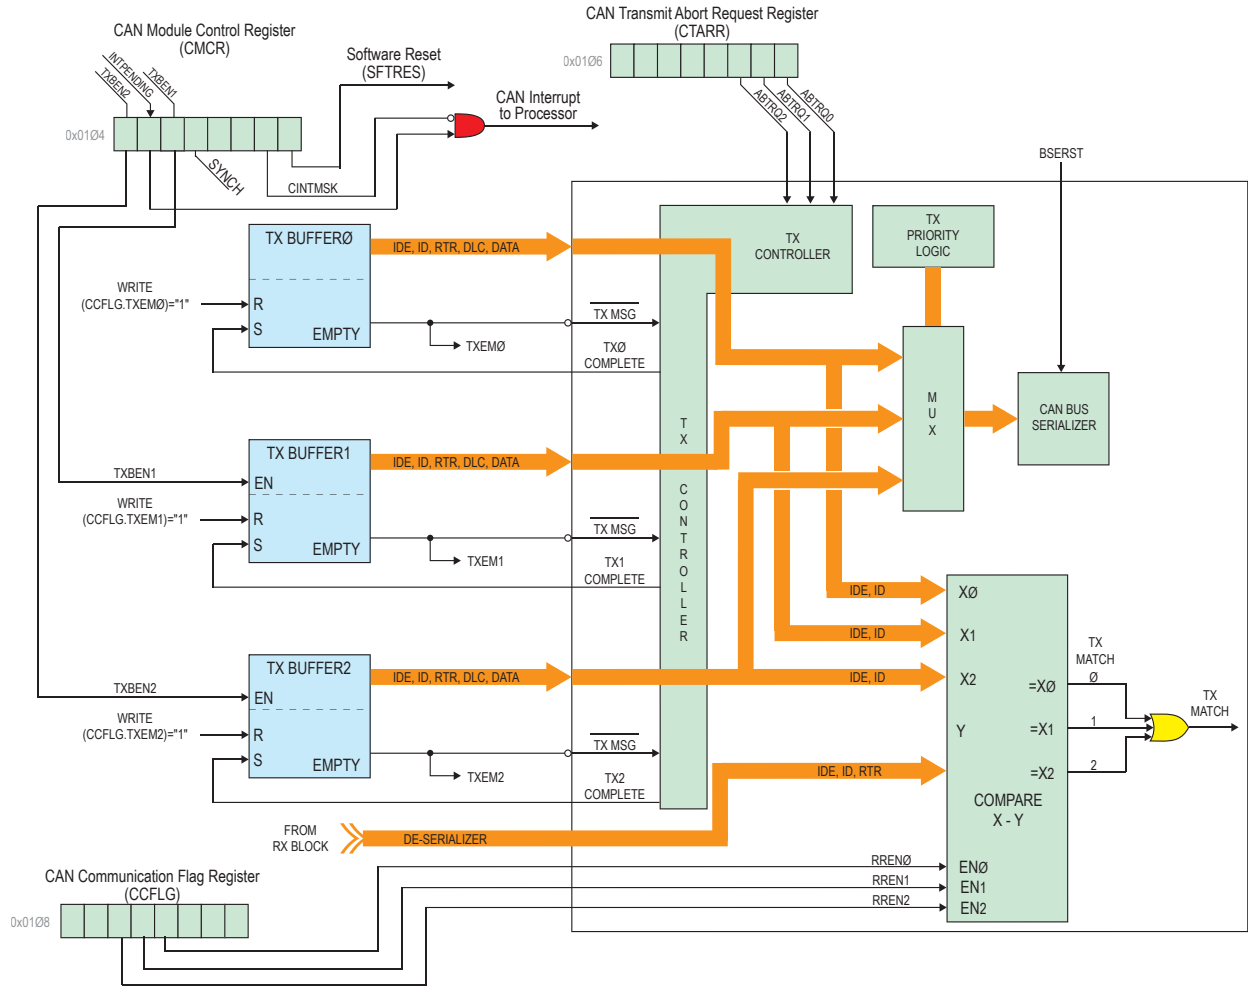 CAN Module Control Register
(CMCR)
INTPENDING
TXBEN2
TXBEN1
0x01Ø4
SYNCH
CINTMSK
Software Reset
(SFTRES)
CAN Interrupt
to Processor
CAN Transmit Abort Request Register
(CTARR)
0x01Ø6
ABTRQ2
ABTRQ1
ABTRQ0
BSERST
TX BUFFERØ
IDE, ID, RTR, DLC, DATA
WRITE
(CCFLG.TXEMØ)="1"
R
S
EMPTY
TX MSG
TXEMØ
TXØ
COMPLETE
TX
CONTROLLER
TX
PRIORITY
LOGIC
M
U
X
CAN BUS
SERIALIZER
T
X
C
O
N
T
R
O
L
L
E
R
TX BUFFER1
IDE, ID, RTR, DLC, DATA
TXBEN1
EN
WRITE
(CCFLG.TXEM1)="1"
R
S
EMPTY
TX MSG
TXEM1
TX1
COMPLETE
TX BUFFER2
IDE, ID, RTR, DLC, DATA
TXBEN2
EN
WRITE
(CCFLG.TXEM2)="1"
R
S
EMPTY
TX MSG
TXEM2
TX2
COMPLETE
IDE, ID
XØ
IDE, ID
X1
IDE, ID
X2
=XØ
Y
=X1
IDE, ID, RTR
=X2
COMPARE
X - Y
TX
MATCH
Ø
1
2
TX
MATCH
FROM
RX BLOCK
DE-SERIALIZER
RRENØ
ENØ
RREN1
EN1
RREN2
EN2
CAN Communication Flag Register
(CCFLG)
0x01Ø8